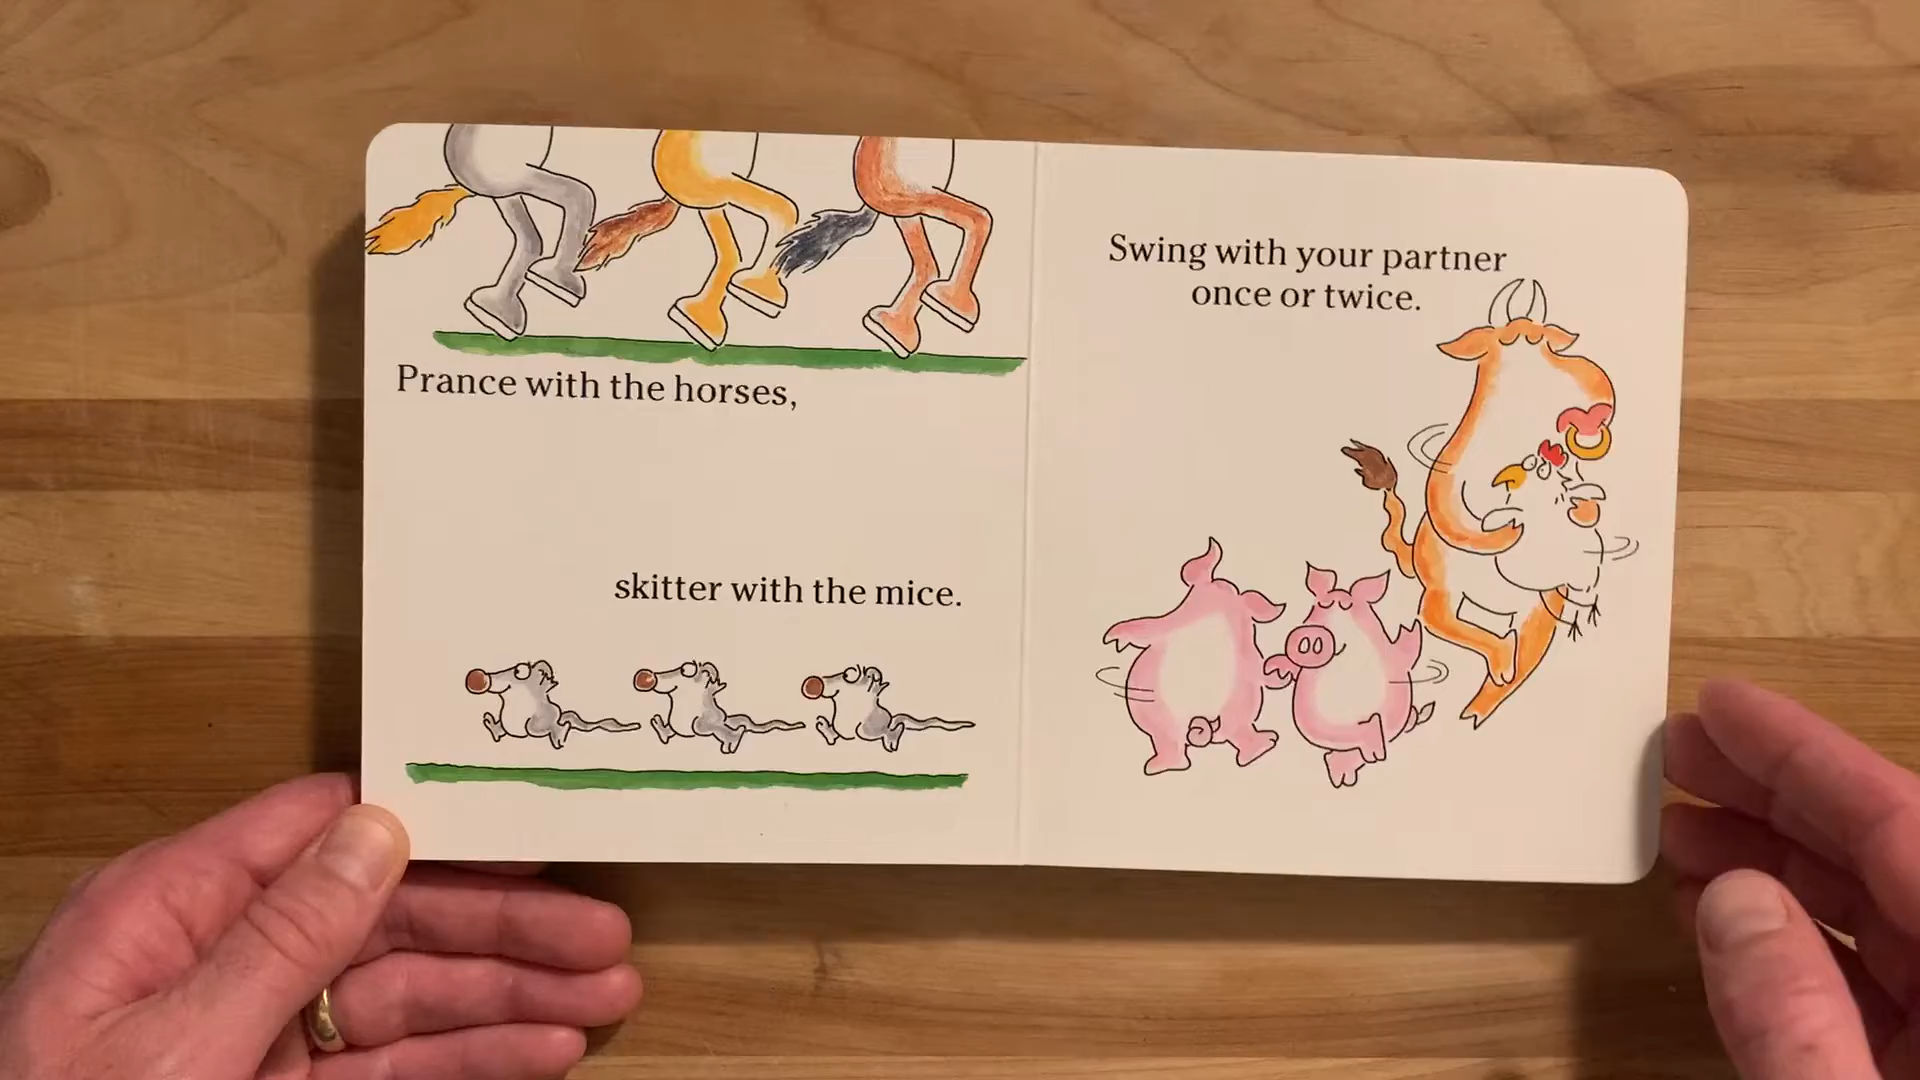 Prance with the horses,
skitter with the mice.
Swing with your partner
once or twice.